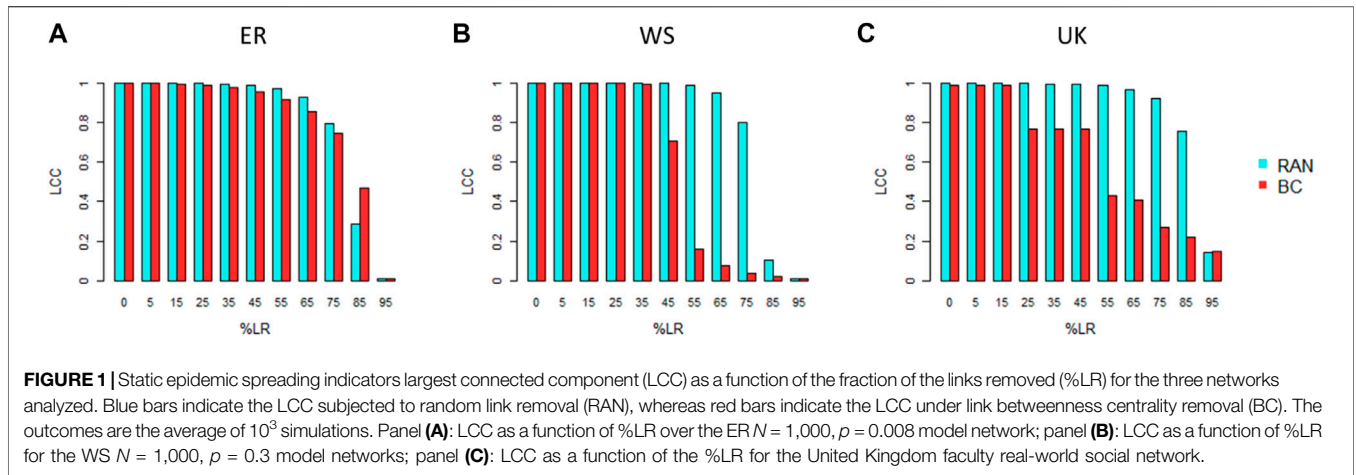 A
ER
B
WS
C
UK
LCC
1
0.8
0.6
0.4
0.2
0
0 5 15 25 35 45 55 65 75 85 95
%LR
LCC
1
0.8
0.6
0.4
0.2
0
0 5 15 25 35 45 55 65 75 85 95
%LR
LCC
1
0.8
0.6
0.4
0.2
0
0 5 15 25 35 45 55 65 75 85 95
%LR
RAN
BC
FIGURE 1 | Static epidemic spreading indicators largest connected component (LCC) as a function of the fraction of the links removed (%LR) for the three networks
analyzed. Blue bars indicate the LCC subjected to random link removal (RAN), whereas red bars indicate the LCC under link betweenness centrality removal (BC). The
outcomes are the average of 10³ simulations. Panel (A): LCC as a function of %LR over the ER N = 1,000, p = 0.008 model network; panel (B): LCC as a function of %LR
for the WS N = 1,000, p = 0.3 model networks; panel (C): LCC as a function of the %LR for the United Kingdom faculty real-world social network.